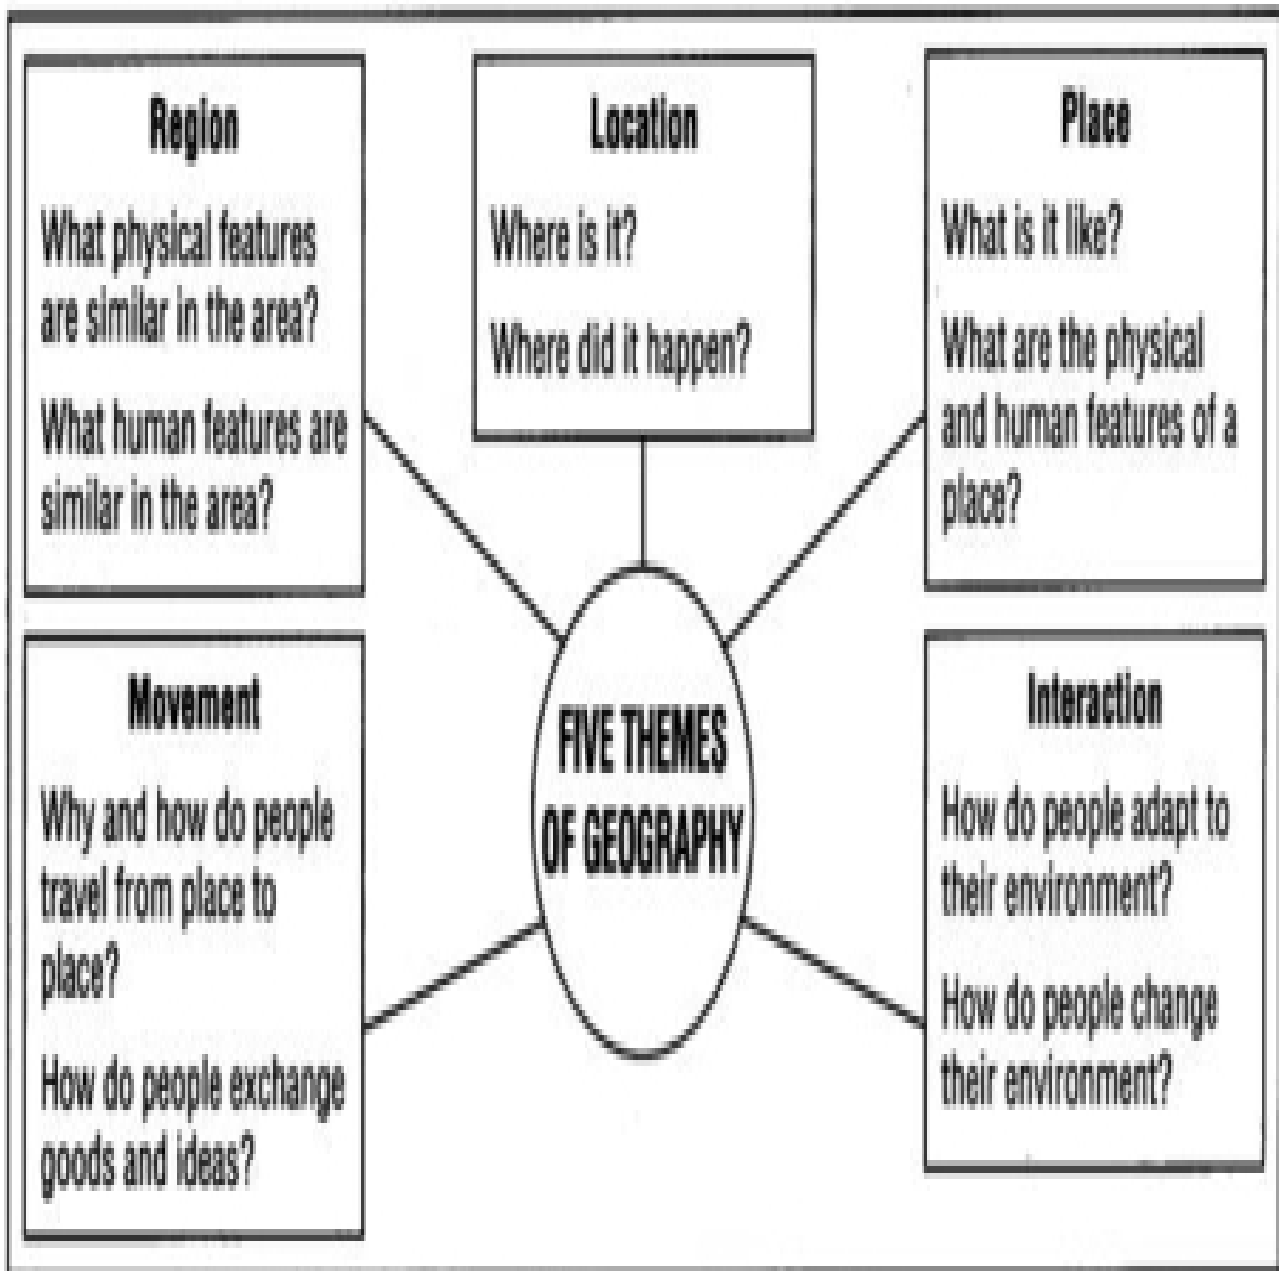 Region
What physical features
are similar in the area?
What human features are
similar in the area?
Location
Where is it?
Where did it happen?
Place
What is it like?
What are the physical
and human features of a
place?
Movement
Why and how do people
travel from place to
place?
How do people exchange
goods and ideas?
FIVE THEMES
OF GEOGRAPHY
Interaction
How do people adapt to
their environment?
How do people change
their environment?